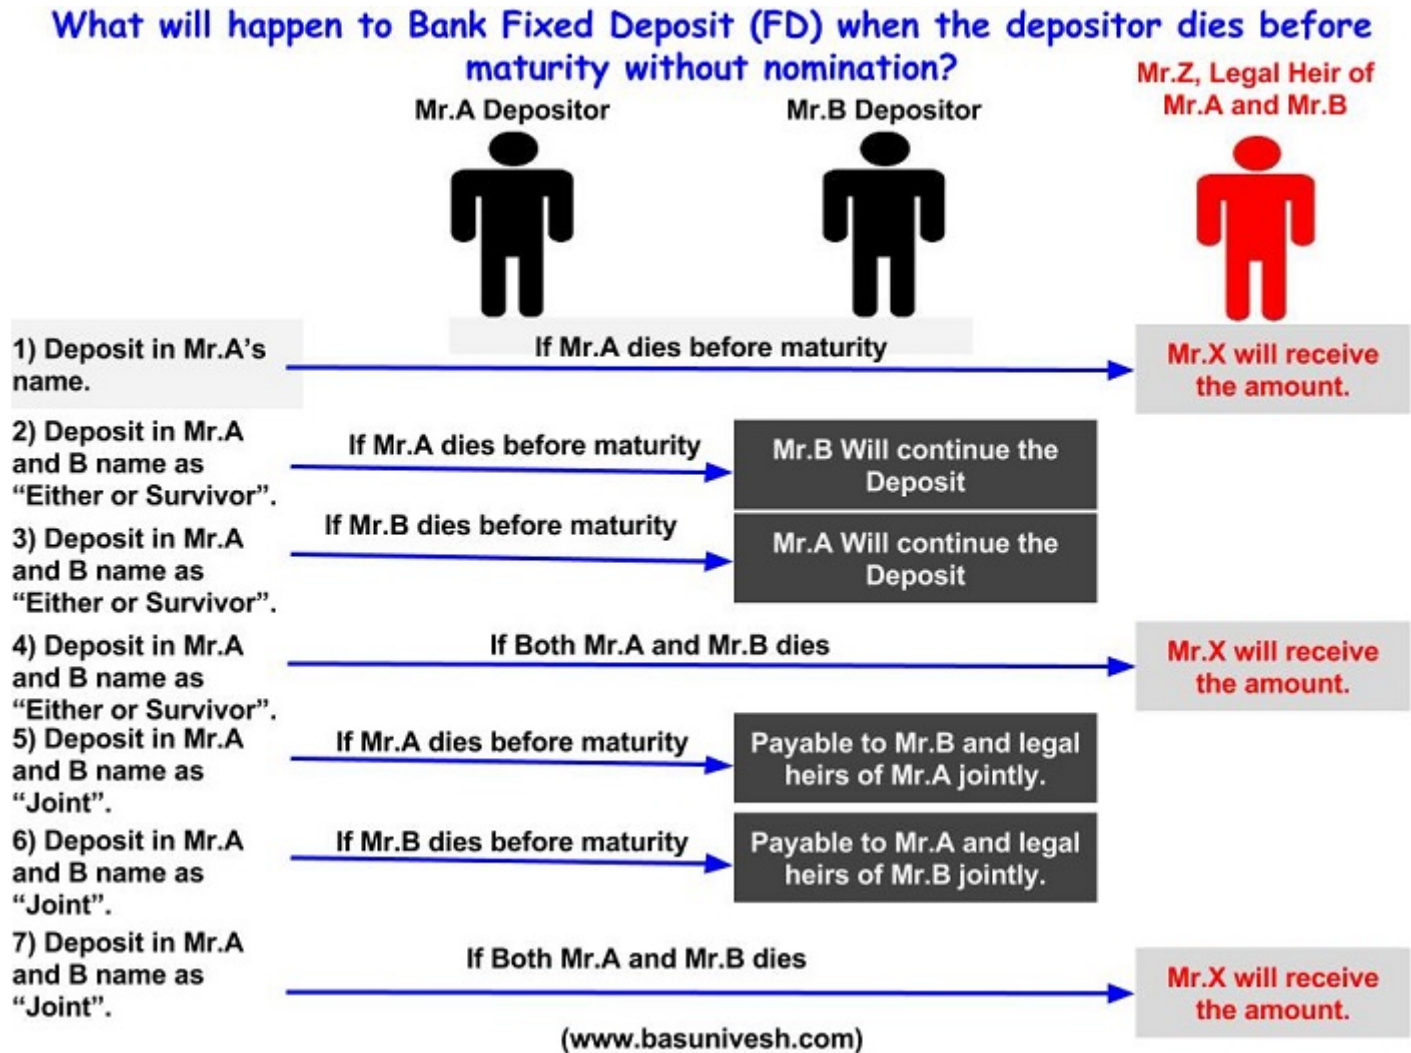 What will happen to Bank Fixed Deposit (FD) when the depositor dies before
maturity without nomination?
Mr.A Depositor
Mr.B Depositor
Mr.Z, Legal Heir of
Mr.A and Mr.B
1) Deposit in Mr.A's
name.
If Mr.A dies before maturity
Mr.X will receive
the amount.
2) Deposit in Mr.A
and B name as
“Either or Survivor”.
If Mr.A dies before maturity
Mr.B Will continue the
Deposit
3) Deposit in Mr.A
and B name as
“Either or Survivor”.
If Mr.B dies before maturity
Mr.A Will continue the
Deposit
4) Deposit in Mr.A
and B name as
“Either or Survivor”.
If Both Mr.A and Mr.B dies
Mr.X will receive
the amount.
5) Deposit in Mr.A
and B name as
“Joint”.
If Mr.A dies before maturity
Payable to Mr.B and legal
heirs of Mr.A jointly.
6) Deposit in Mr.A
and B name as
“Joint”.
If Mr.B dies before maturity
Payable to Mr.A and legal
heirs of Mr.B jointly.
7) Deposit in Mr.A
and B name as
“Joint”.
If Both Mr.A and Mr.B dies
Mr.X will receive
the amount.
(www.basunivesh.com)